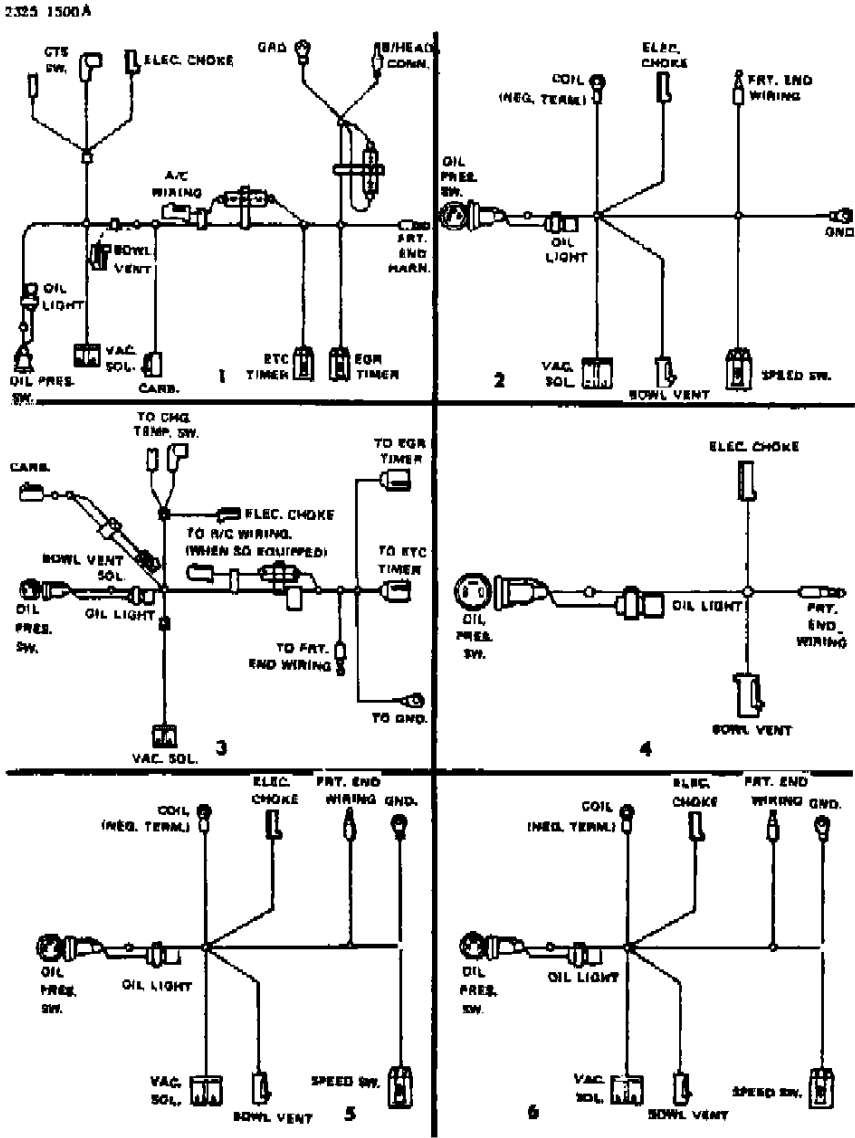 2325 1500A
CTS
SW.
ELEC. CHOKE
GRD
B/HEAD
CONN.
A/C
WIRING
BOWL
VENT
FRT.
END
HARN.
OIL
LIGHT
OIL PRES.
SW.
VAC.
SOL.
CARB.
1
ETC
TIMER
EGR
TIMER
COIL
(NEG. TERM.)
ELEC.
CHOKE
FRT. END
WIRING
OIL
PRES.
SW.
OIL
LIGHT
GND
2
VAC.
SOL.
BOWL VENT
SPEED SW.
TO CHG.
TEMP. SW.
CARB.
TO EGR
TIMER
ELEC. CHOKE
TO A/C WIRING.
(WHEN SO EQUIPPED)
BOWL VENT
SOL.
TO ETC
TIMER
OIL
PRES.
SW.
OIL LIGHT
TO FRT.
END WIRING
TO GND.
VAC. SOL.
3
ELEC. CHOKE
OIL
PRES.
SW.
OIL LIGHT
FRT.
END
WIRING
BOWL VENT
4
COIL
(NEG. TERM.)
ELEC.
CHOKE
FRT. END
WIRING
GND.
OIL
PRES.
SW.
OIL LIGHT
VAC.
SOL.
BOWL VENT
SPEED SW.
5
COIL
(NEG. TERM.)
ELEC.
CHOKE
FRT. END
WIRING
GND.
OIL
PRES.
SW.
OIL LIGHT
VAC.
SOL.
BOWL VENT
SPEED SW.
6